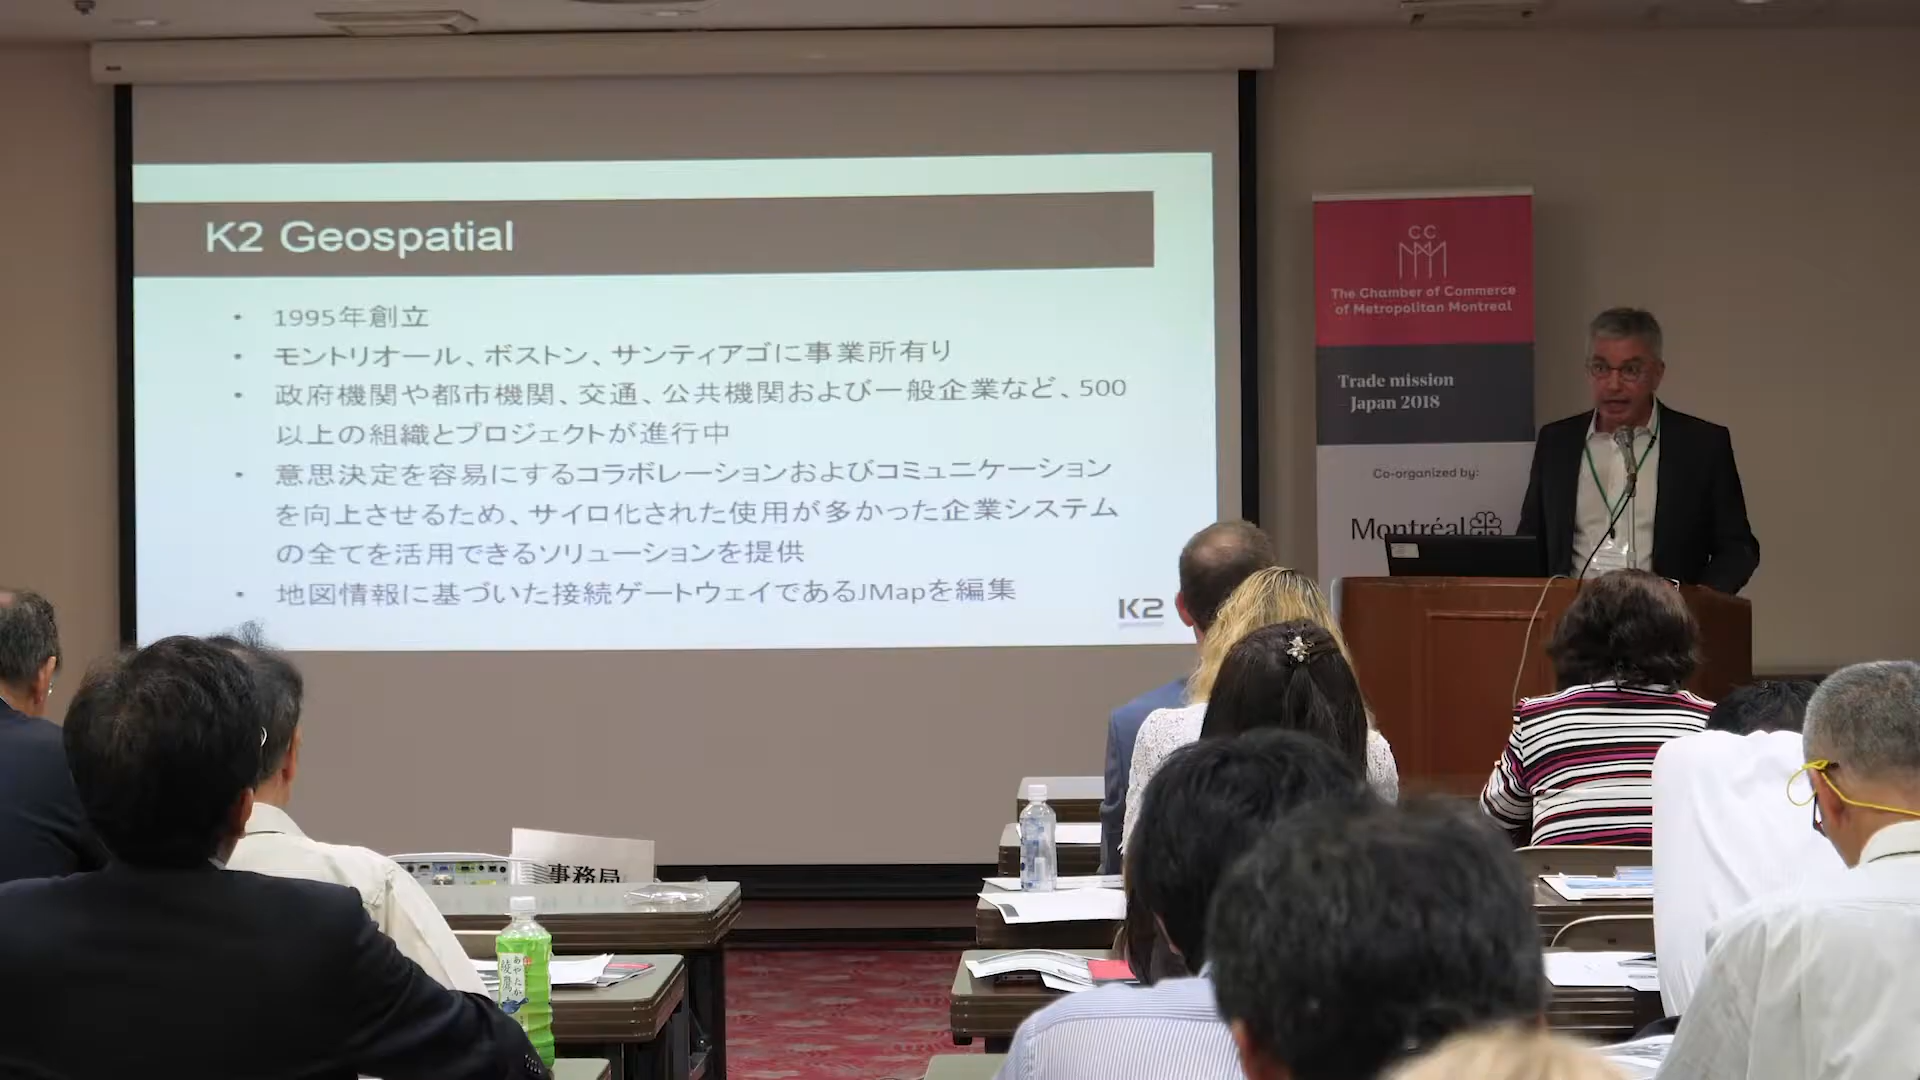 K2 Geospatial
• 1995年創立
• モントリオール、ボストン、サンティアゴに事業所有り
• 政府機関や都市機関、交通、公共機関および一般企業など、500
以上の組織とプロジェクトが進行中
• 意思決定を容易にするコラボレーションおよびコミュニケーション
を向上させるため、サイロ化された使用が多かった企業システム
の全てを活用できるソリューションを提供
• 地図情報に基づいた接続ゲートウェイであるJMapを編集
K2
CC
MMM
The Chamber of Commerce
of Metropolitan Montreal
Trade mission
Japan 2018
Co-organized by:
Montréal
事務局
あやたか
綾鷹